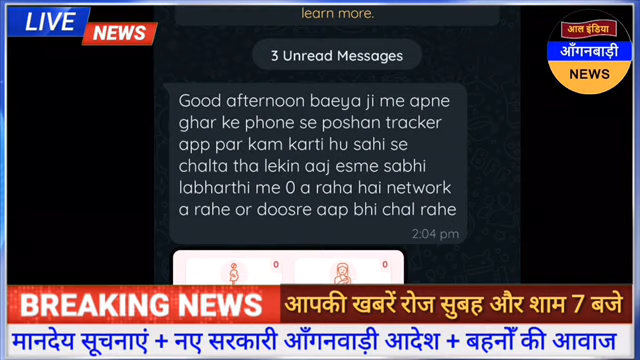 learn more.
LIVE
NEWS
आल इंडिया
आँगनबाड़ी
NEWS
3 Unread Messages
Good afternoon baeya ji me apne
ghar ke phone se poshan tracker
app par kam karti hu sahi se
chalta tha lekin aaj esme sabhi
labharthi me 0 a raha hai network
a rahe or doosre aap bhi chal rahe
2:04 pm
0
0
BREAKING NEWS
आपकी खबरें रोज सुबह और शाम 7 बजे
मानदेय सूचनाएं + नए सरकारी आँगनवाड़ी आदेश + बहनोँ की आवाज